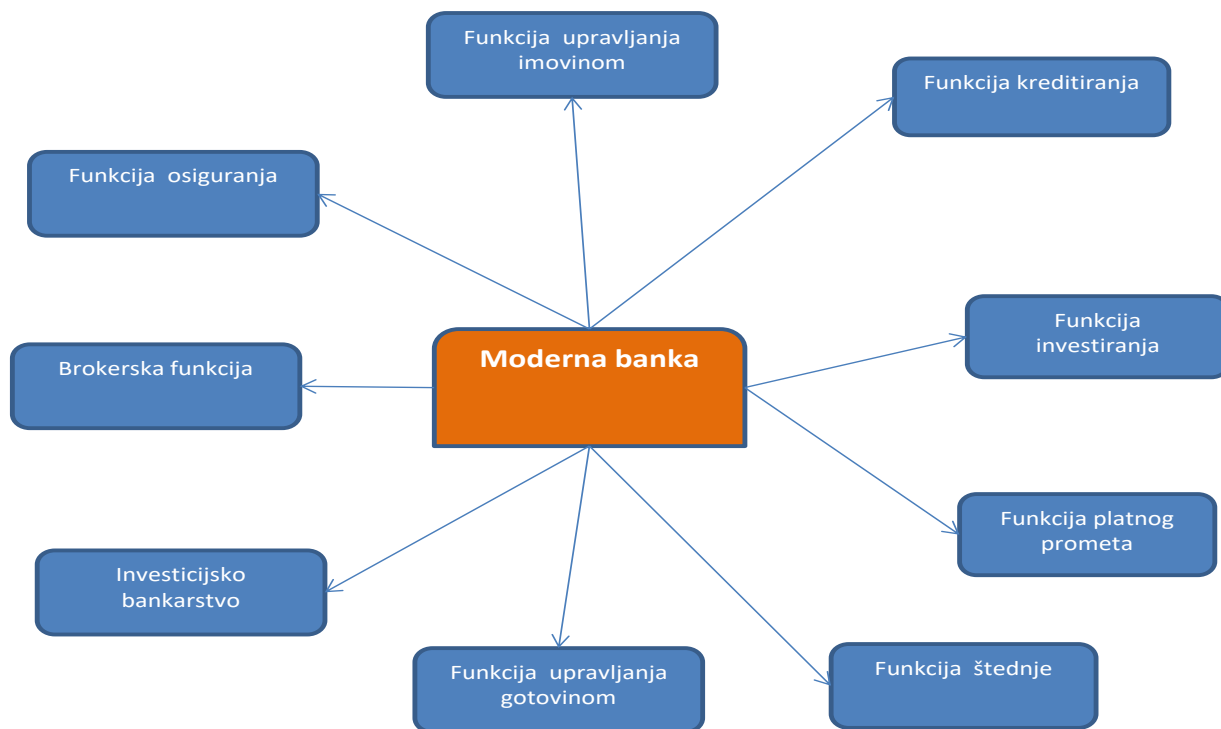 Funkcija upravljanja
imovinom
Funkcija kreditiranja
Funkcija osiguranja
Moderna banka
Funkcija
investiranja
Brokerska funkcija
Funkcija platnog
prometa
Investicijsko
bankarstvo
Funkcija upravljanja
gotovinom
Funkcija štednje